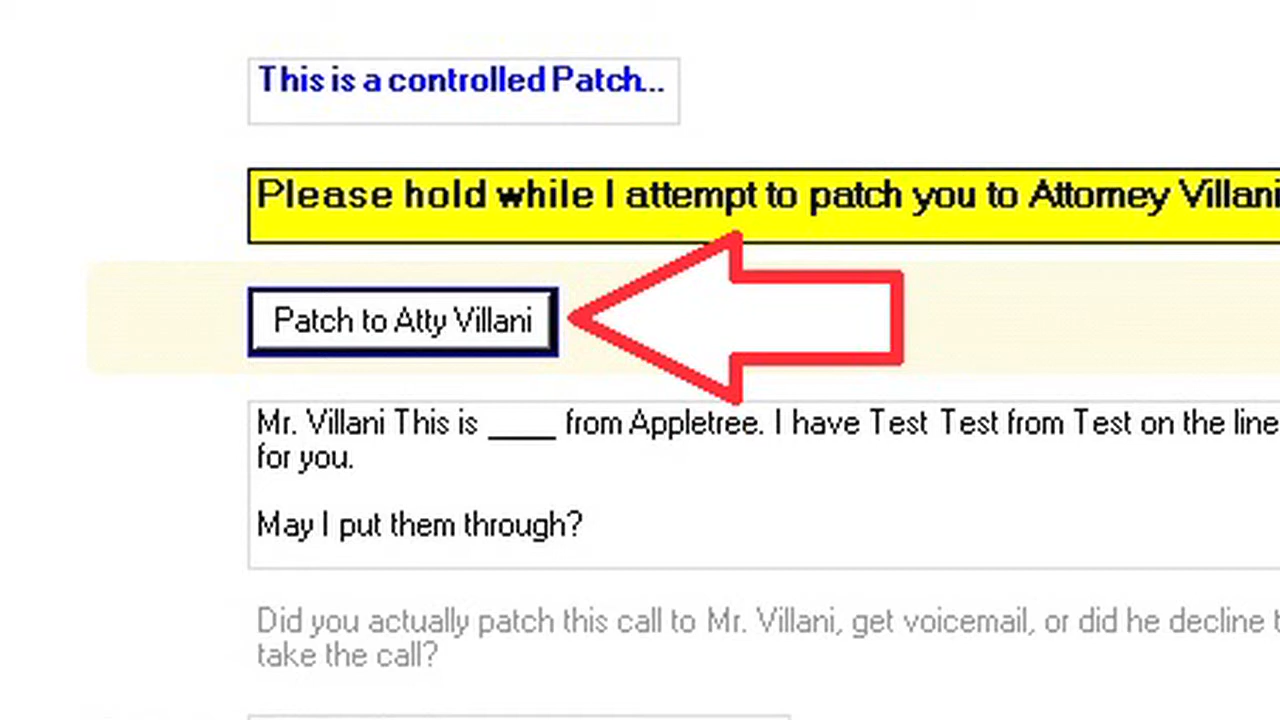 This is a controlled Patch...
Please hold while I attempt to patch you to Attorney Villani
Patch to Atty Villani
Mr. Villani This is ____ from Appletree. I have Test Test from Test on the line
for you.
May I put them through?
Did you actually patch this call to Mr. Villani, get voicemail, or did he decline t
take the call?